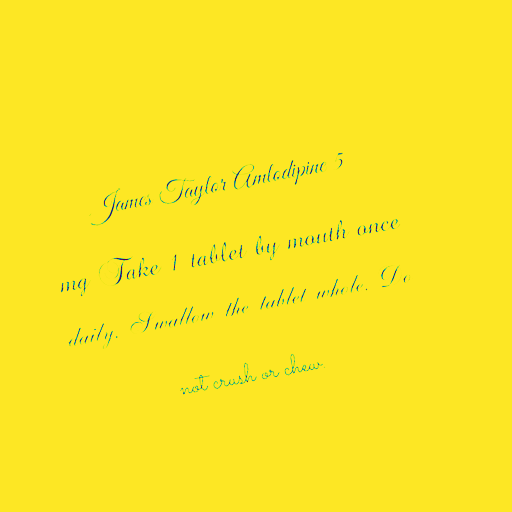 James Taylor Amlodipine 5
mg Take 1 tablet by mouth once
daily. Swallow the tablet whole. Do
not crush or chew